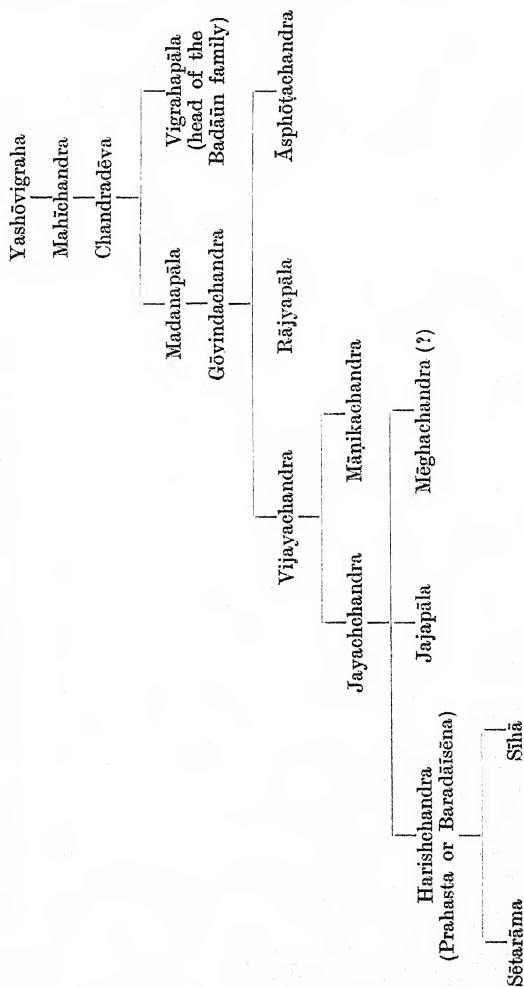 Yashōvigraha
Mahīchandra
Chandradēva
Madanapāla
Vigrahapāla
(head of the
Badāūn family)
Gōvindachandra
Vijayachandra
Rājyapāla
Āsphōṭachandra
Jayachchandra
Māṇikachandra
Harishchandra
(Prahasta or Baradāīsēna)
Jajapāla
Mēghachandra (?)
Sētarāma
Sīhā